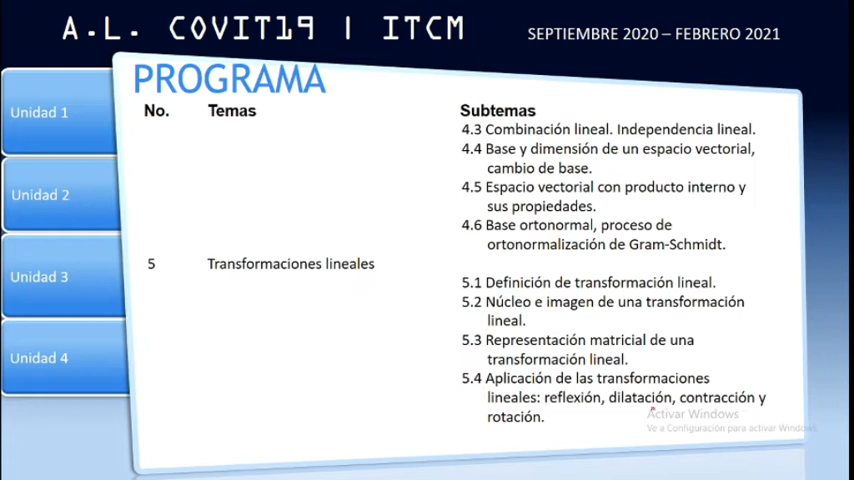 A.L. COVIT19 | ITCM
SEPTIEMBRE 2020 – FEBRERO 2021
PROGRAMA
No. Temas Subtemas
Unidad 1
Unidad 2
Unidad 3
Unidad 4
4.3 Combinación lineal. Independencia lineal.
4.4 Base y dimensión de un espacio vectorial,
cambio de base.
4.5 Espacio vectorial con producto interno y
sus propiedades.
4.6 Base ortonormal, proceso de
ortonormalización de Gram-Schmidt.
5 Transformaciones lineales
5.1 Definición de transformación lineal.
5.2 Núcleo e imagen de una transformación
lineal.
5.3 Representación matricial de una
transformación lineal.
5.4 Aplicación de las transformaciones
lineales: reflexión, dilatación, contracción y
rotación.
Activar Windows
Ve a Configuración para activar Windows.